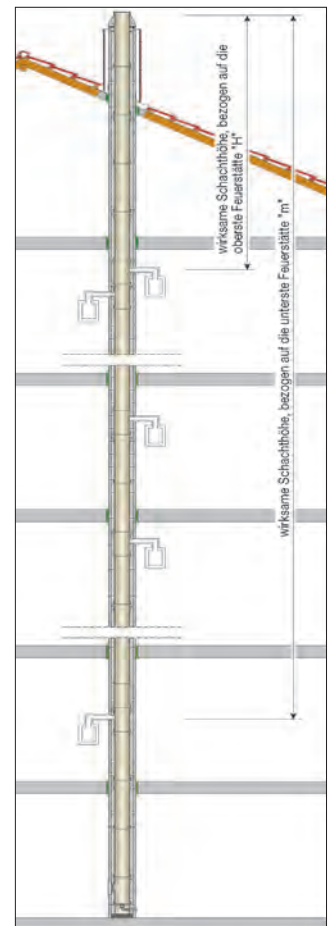 wirksame Schachthöhe, bezogen auf die
oberste Feuerstätte "H"
wirksame Schachthöhe, bezogen auf die unterste Feuerstätte "m"